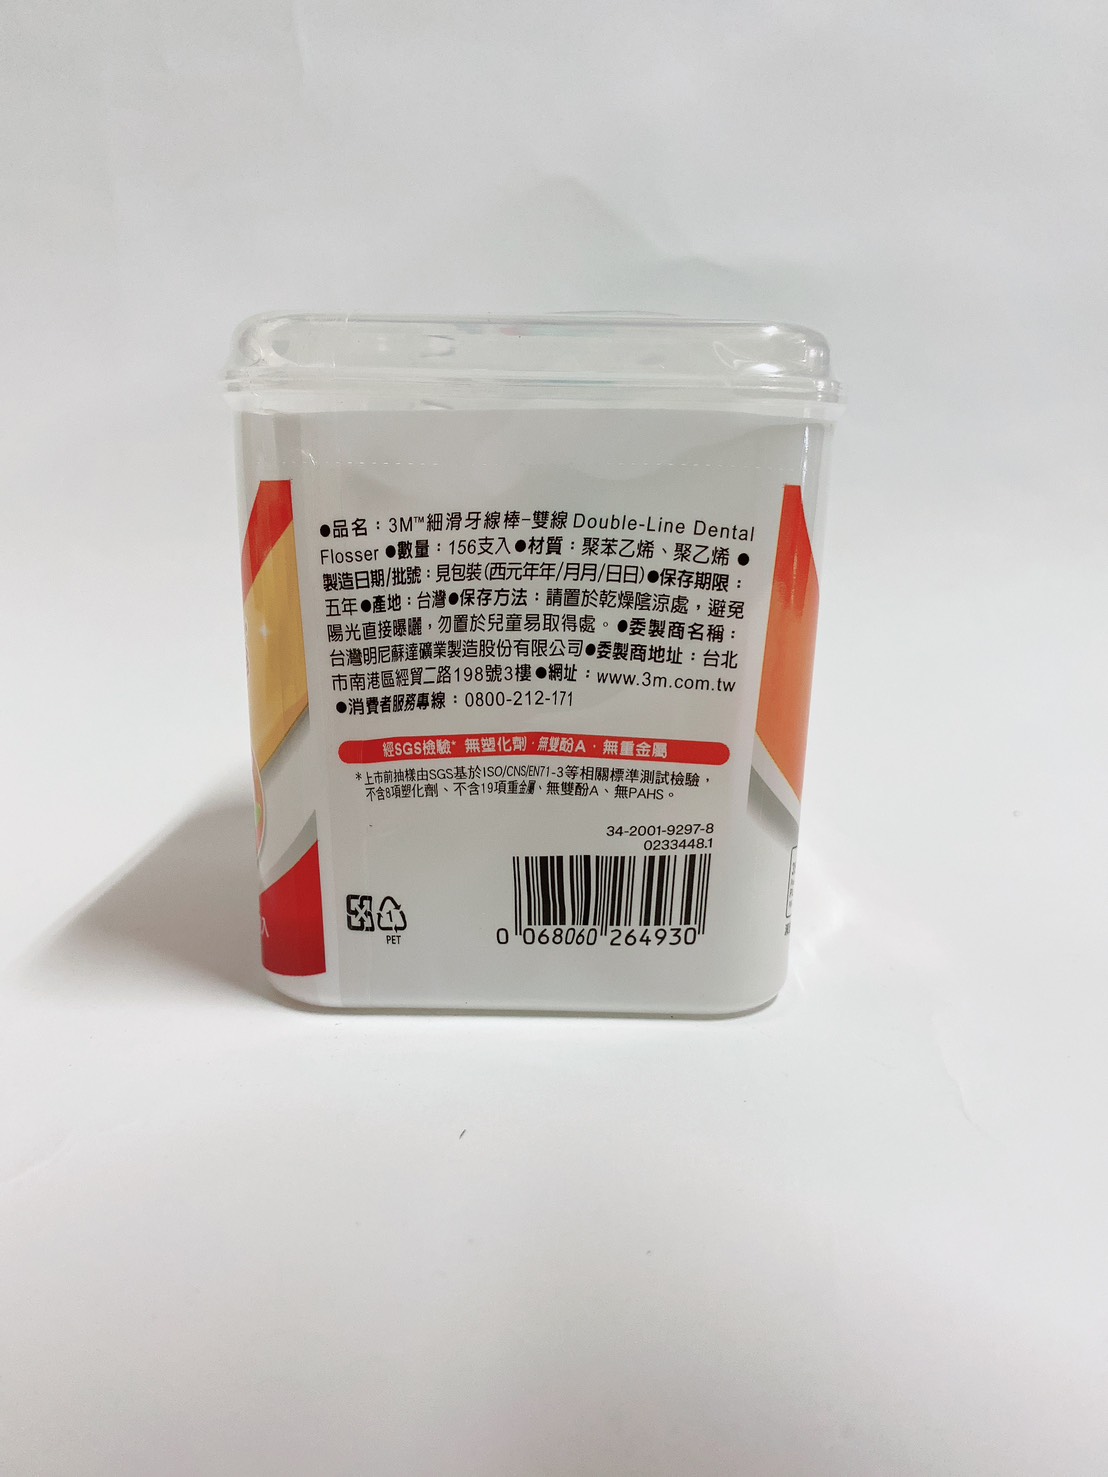 ●品名：3M™細滑牙線棒-雙線Double-Line Dental
Flosser ●數量：156支入●材質：聚苯乙烯、聚乙烯 ●
製造日期/批號：見包裝(西元年年/月月/日日)●保存期限：
五年●產地：台灣●保存方法：請置於乾燥陰涼處，避免
陽光直接曝曬，勿置於兒童易取得處。●委製商名稱：
台灣明尼蘇達礦業製造股份有限公司●委製商地址：台北
市南港區經貿二路198號3樓●網址：www.3m.com.tw
●消費者服務專線：0800-212-171
經SGS檢驗* 無塑化劑·無雙酚A·無重金屬
*上市前抽樣由SGS基於ISO/CNS/EN71-3等相關標準測試檢驗，
不含8項塑化劑、不含19項重金屬、無雙酚A、無PAHS。
34-2001-9297-8
0233448.1
0 068060 264930
1
PET
入